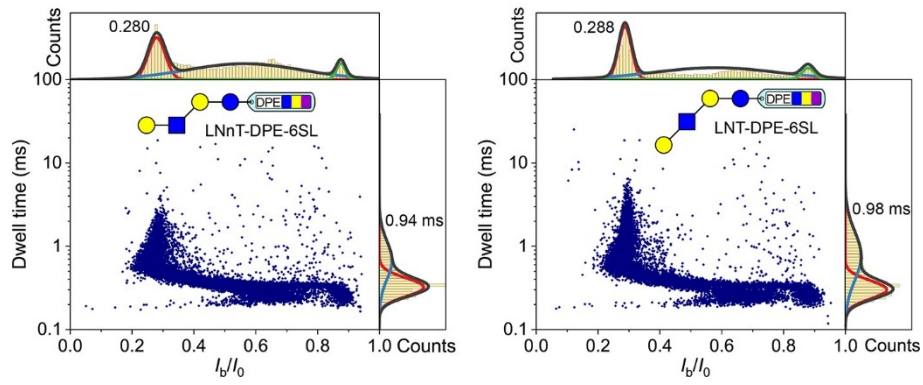 Counts
0.280
100
10
1
0.1
Dwell time (ms)
DPE
LNnT-DPE-6SL
0.94 ms
0.0 0.2 0.4 0.6 0.8 1.0 Counts
Ib/I0
Counts
0.288
100
10
1
0.1
Dwell time (ms)
DPE
LNT-DPE-6SL
0.98 ms
0.0 0.2 0.4 0.6 0.8 1.0 Counts
Ib/I0